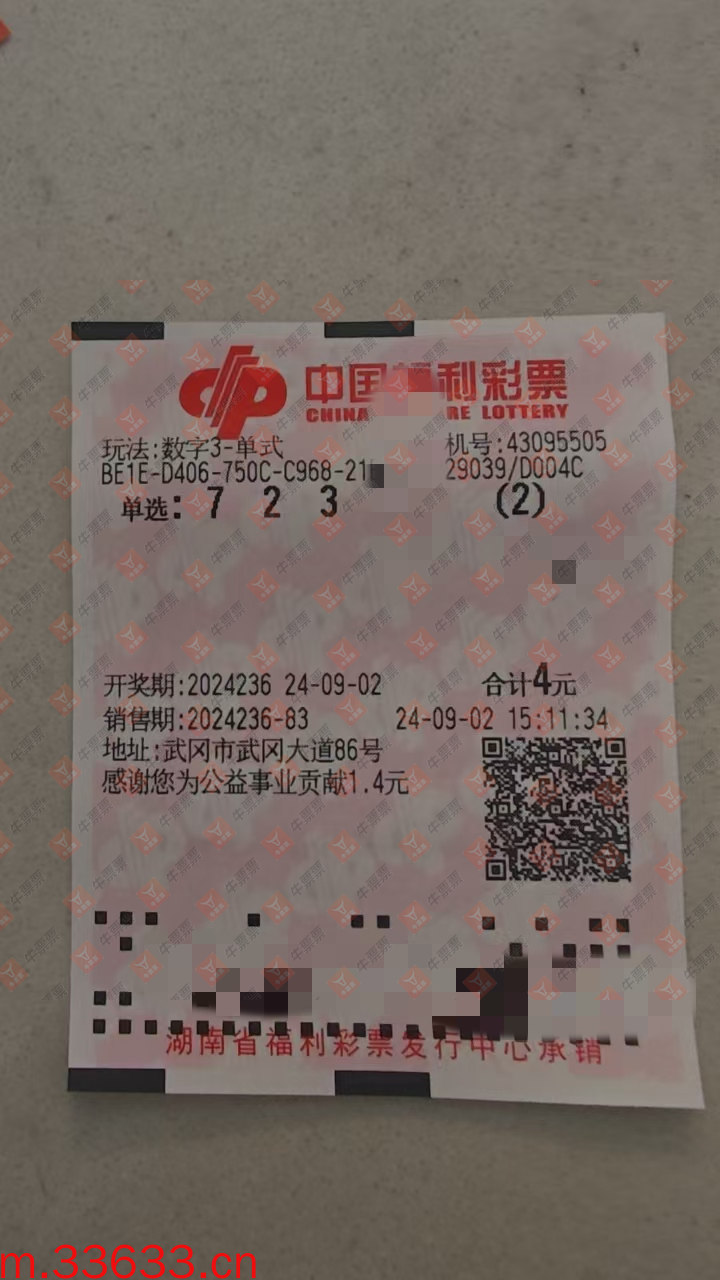 中国 利彩票
CHINA RE LOTTERY
玩法:数字3-单式 机号:43095505
BE1E-D406-750C-C968-21 29039/D004C
单选: 7 2 3 (2)
开奖期:2024236 24-09-02 合计4元
销售期:2024236-83 24-09-02 15:11:34
地址:武冈市武冈大道86号
感谢您为公益事业贡献1.4元
湖南省福利彩票发行中心承销
牛票票
m.33633.cn